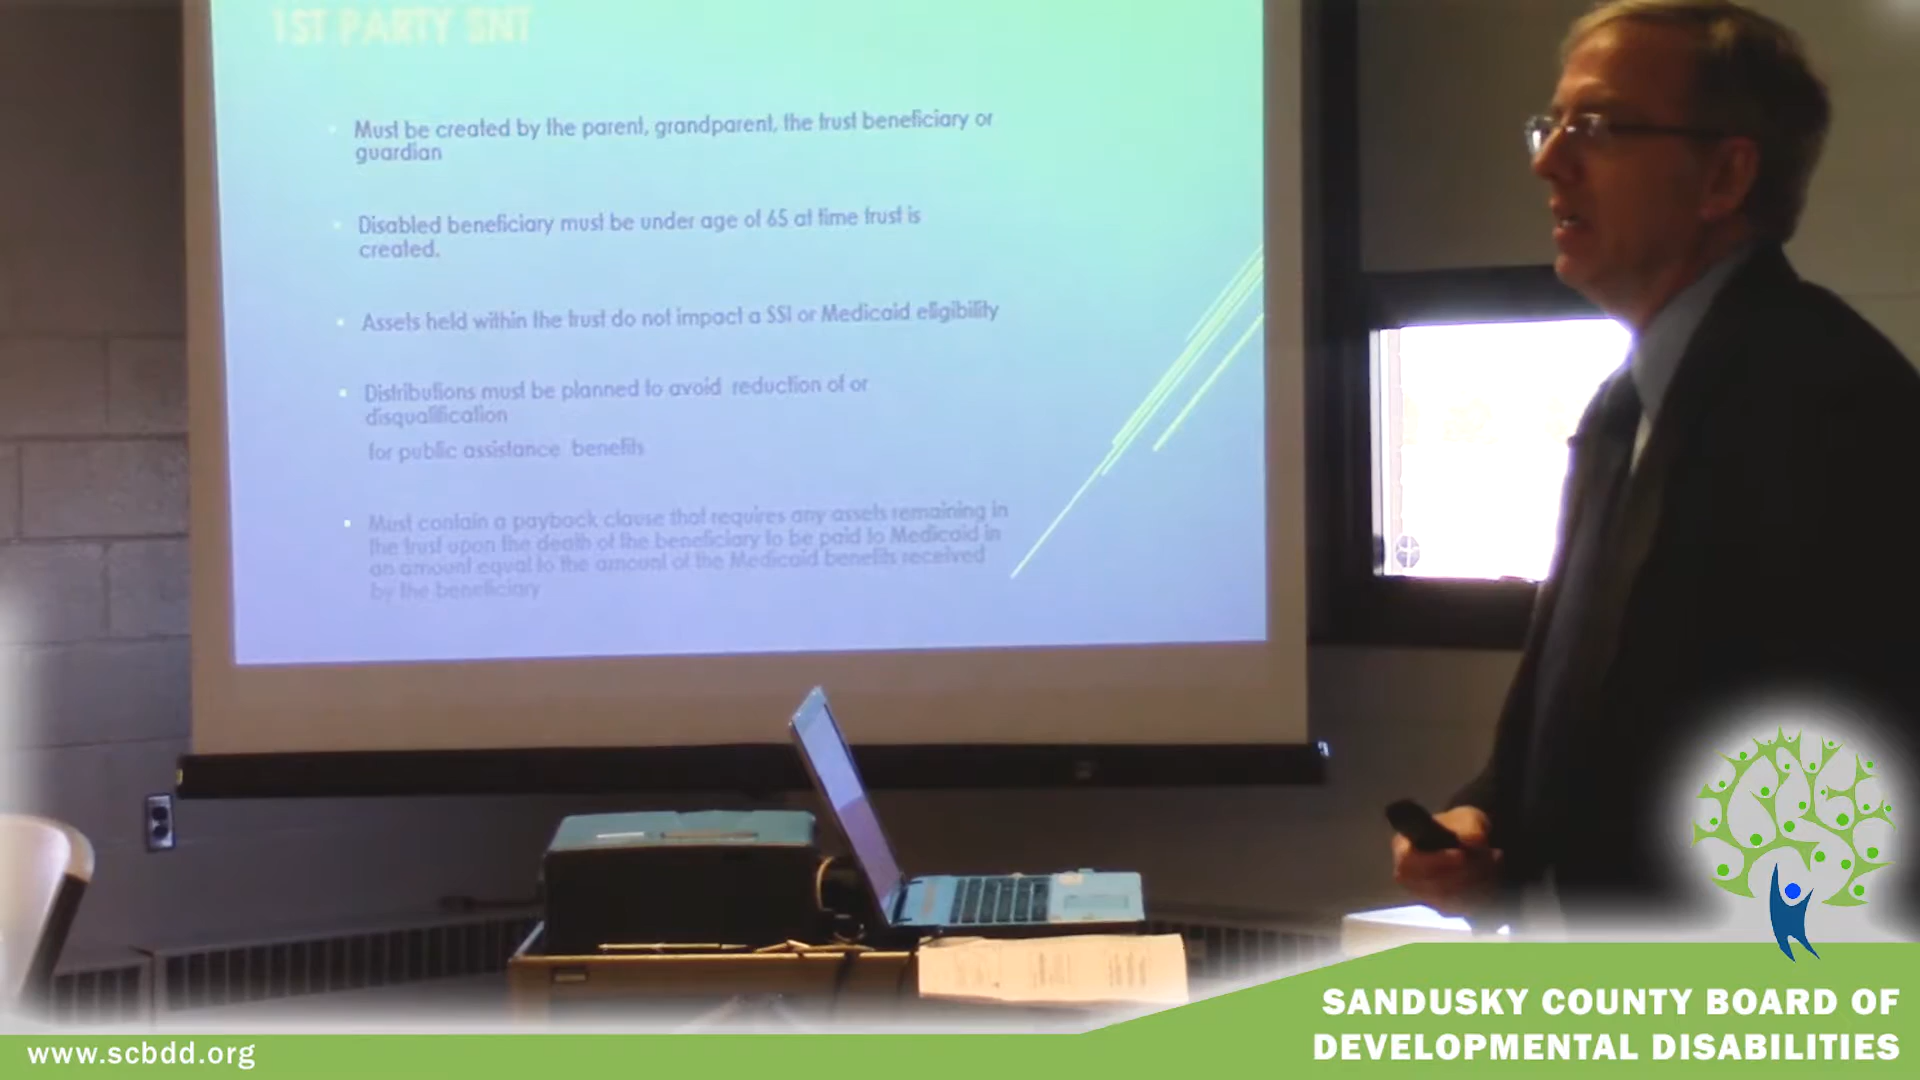 1ST PARTY SNT
Must be created by the parent, grandparent, the trust beneficiary or
guardian
Disabled beneficiary must be under age of 65 at time trust is
created.
Assets held within the trust do not impact a SSI or Medicaid eligibility
Distributions must be planned to avoid reduction of or
disqualification
for public assistance benefits
Must contain a payback clause that requires any assets remaining in
the trust upon the death of the beneficiary to be paid to Medicaid in
an amount equal to the amount of the Medicaid benefits received
by the beneficiary
SANDUSKY COUNTY BOARD OF
DEVELOPMENTAL DISABILITIES
www.scbdd.org